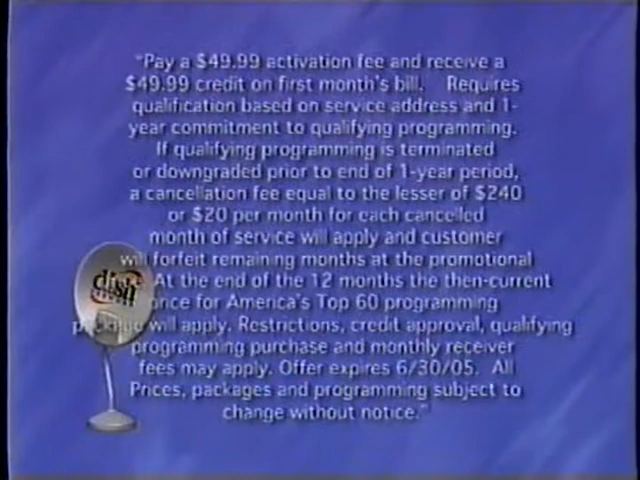 "Pay a $49.99 activation fee and receive a
$49.99 credit on first month's bill. Requires
qualification based on service address and 1-
year commitment to qualifying programming.
If qualifying programming is terminated
or downgraded prior to end of 1-year period,
a cancellation fee equal to the lesser of $240
or $20 per month for each cancelled
month of service will apply and customer
will forfeit remaining months at the promotional
At the end of the 12 months the then-current
price for America's Top 60 programming
package will apply. Restrictions, credit approval, qualifying
programming purchase and monthly receiver
fees may apply. Offer expires 6/30/05. All
Prices, packages and programming subject to
change without notice."
dish